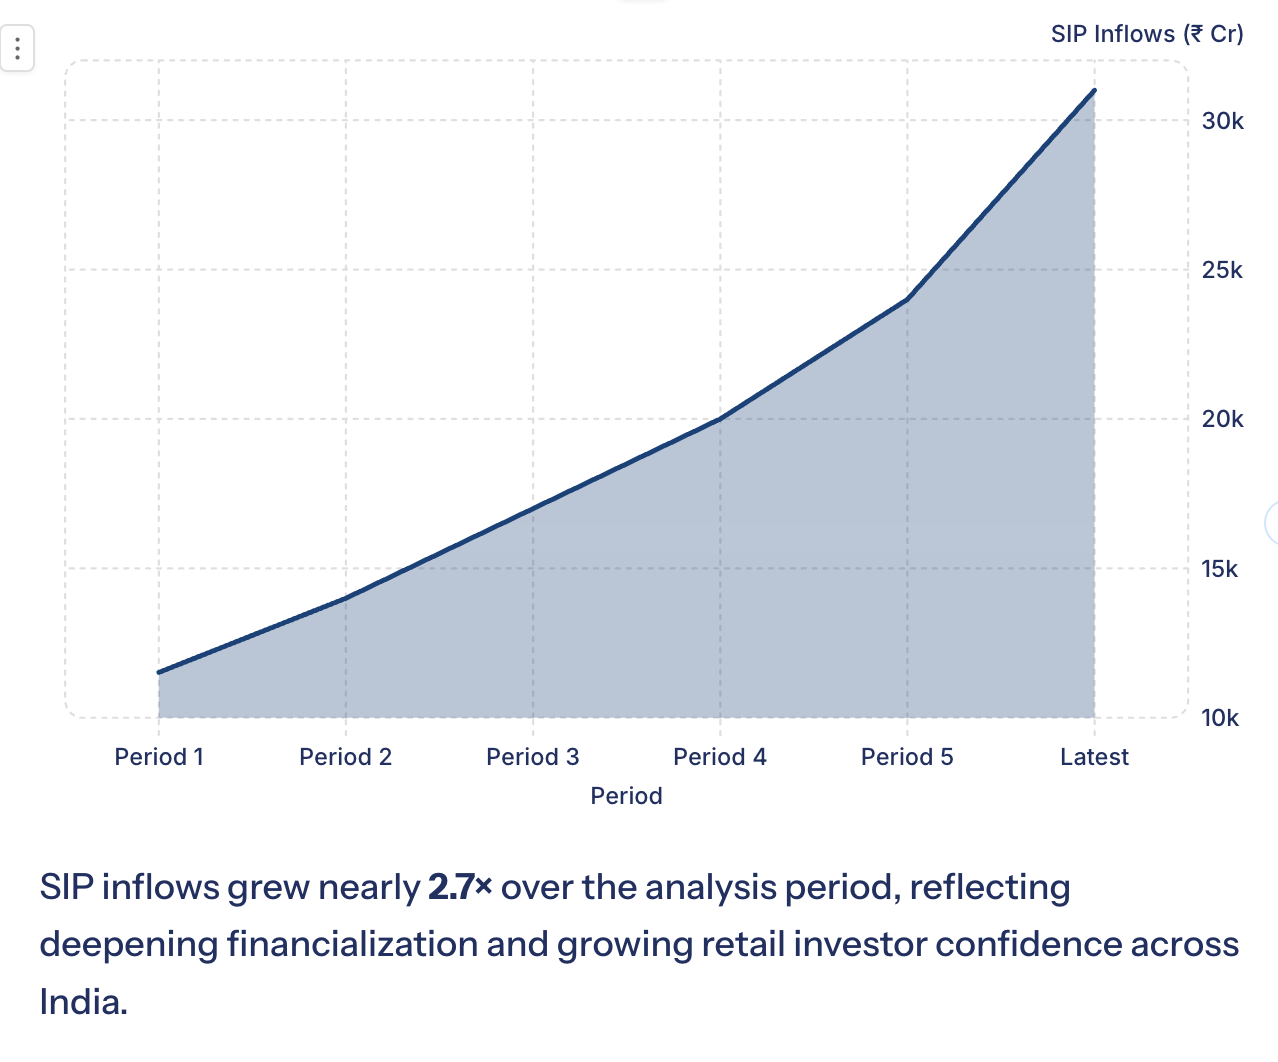 SIP Inflows (₹ Cr)
30k
25k
20k
15k
10k
Period 1 Period 2 Period 3 Period 4 Period 5 Latest
Period
SIP inflows grew nearly 2.7× over the analysis period, reflecting
deepening financialization and growing retail investor confidence across
India.